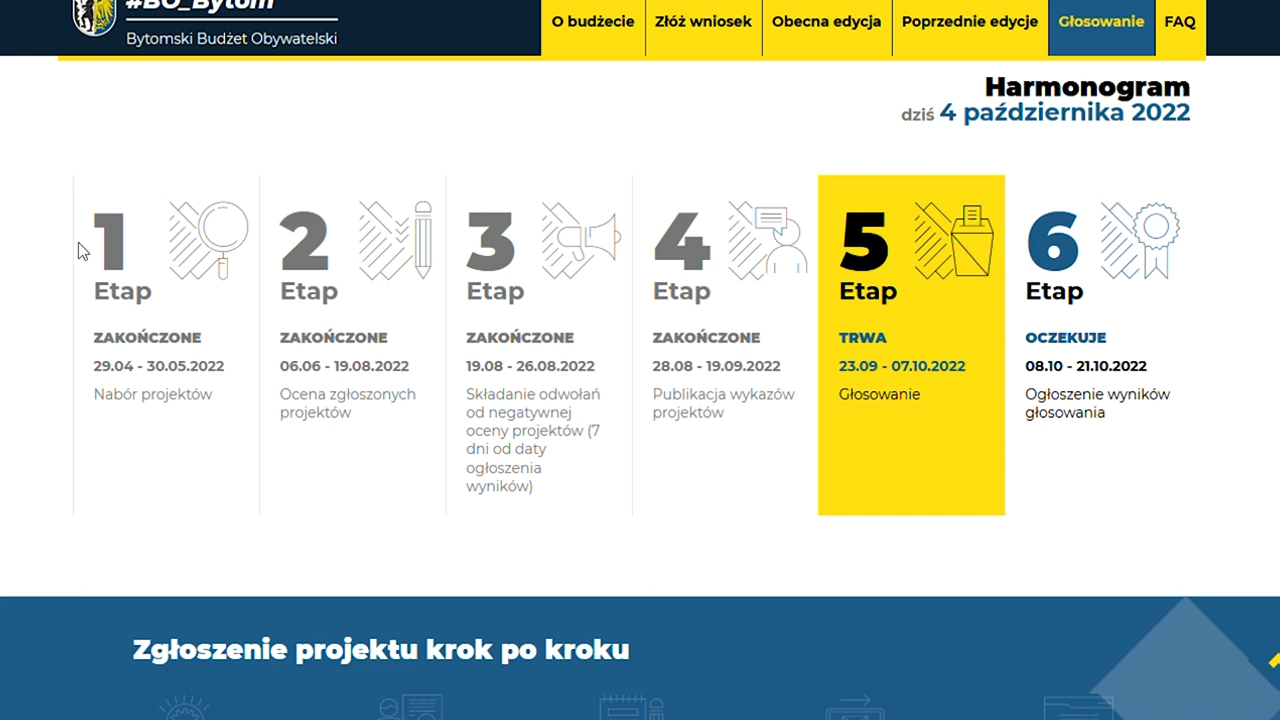 #BO_Bytom
Bytomski Budżet Obywatelski
O budżecie
Złóż wniosek
Obecna edycja
Poprzednie edycje
Głosowanie
FAQ
Harmonogram
dziś 4 października 2022
1
Etap
ZAKOŃCZONE
29.04 - 30.05.2022
Nabór projektów
2
Etap
ZAKOŃCZONE
06.06 - 19.08.2022
Ocena zgłoszonych
projektów
3
Etap
ZAKOŃCZONE
19.08 - 26.08.2022
Składanie odwołań
od negatywnej
oceny projektów (7
dni od daty
ogłoszenia
wyników)
4
Etap
ZAKOŃCZONE
28.08 - 19.09.2022
Publikacja wykazów
projektów
5
Etap
TRWA
23.09 - 07.10.2022
Głosowanie
6
Etap
OCZEKUJE
08.10 - 21.10.2022
Ogłoszenie wyników
głosowania
Zgłoszenie projektu krok po kroku